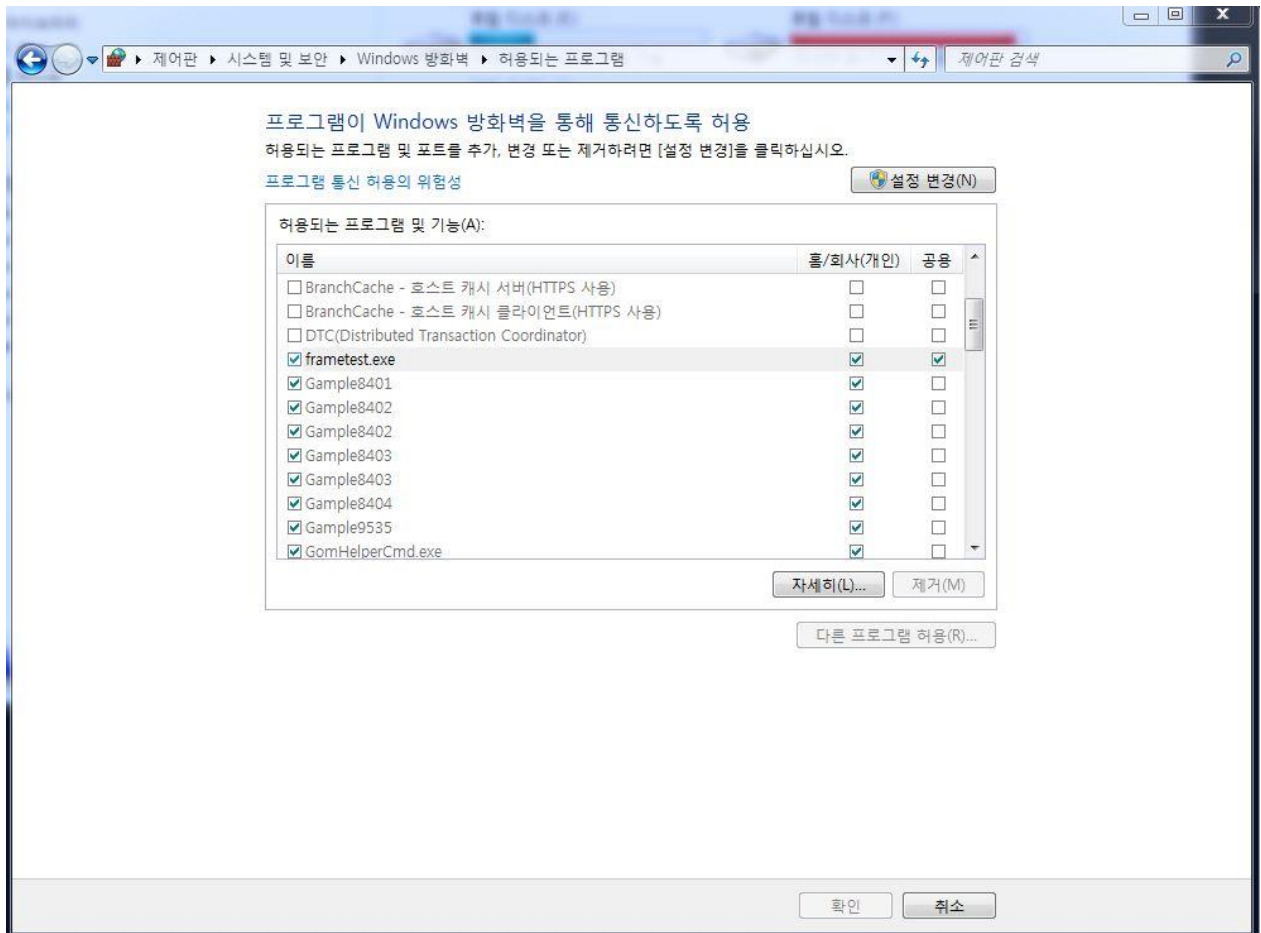 제어판 ▸ 시스템 및 보안 ▸ Windows 방화벽 ▸ 허용되는 프로그램
제어판 검색
프로그램이 Windows 방화벽을 통해 통신하도록 허용
허용되는 프로그램 및 포트를 추가, 변경 또는 제거하려면 [설정 변경]을 클릭하십시오.
프로그램 통신 허용의 위험성
설정 변경(N)
허용되는 프로그램 및 기능(A):
이름 홈/회사(개인) 공용
BranchCache - 호스트 캐시 서버(HTTPS 사용)
BranchCache - 호스트 캐시 클라이언트(HTTPS 사용)
DTC(Distributed Transaction Coordinator)
frametest.exe
Gample8401
Gample8402
Gample8402
Gample8403
Gample8403
Gample8404
Gample9535
GomHelperCmd.exe
자세히(L)... 제거(M)
다른 프로그램 허용(R)...
확인 취소